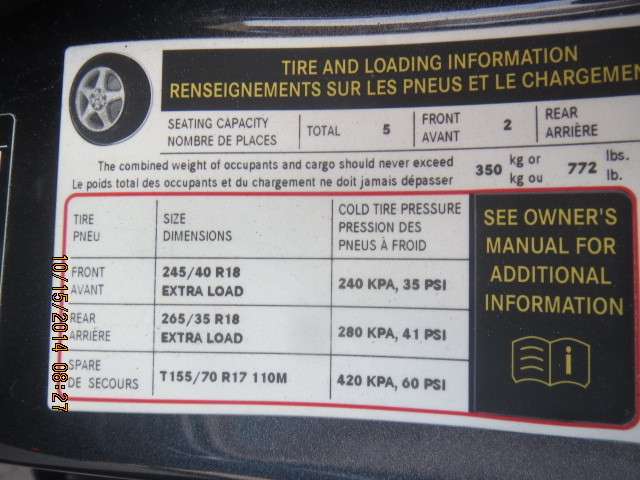 TIRE AND LOADING INFORMATION
RENSEIGNEMENTS SUR LES PNEUS ET LE CHARGEMEN
SEATING CAPACITY
NOMBRE DE PLACES
TOTAL 5
FRONT
AVANT
2
REAR
ARRIÈRE
The combined weight of occupants and cargo should never exceed
Le poids total des occupants et du chargement ne doit jamais dépasser
350 kg or
kg ou
772 lbs.
lb.
TIRE
PNEU
SIZE
DIMENSIONS
COLD TIRE PRESSURE
PRESSION DES
PNEUS À FROID
FRONT
AVANT
245/40 R18
EXTRA LOAD
240 KPA, 35 PSI
REAR
ARRIÈRE
265/35 R18
EXTRA LOAD
280 KPA, 41 PSI
SPARE
DE SECOURS
T155/70 R17 110M
420 KPA, 60 PSI
SEE OWNER'S
MANUAL FOR
ADDITIONAL
INFORMATION
10/15/2014 08:27